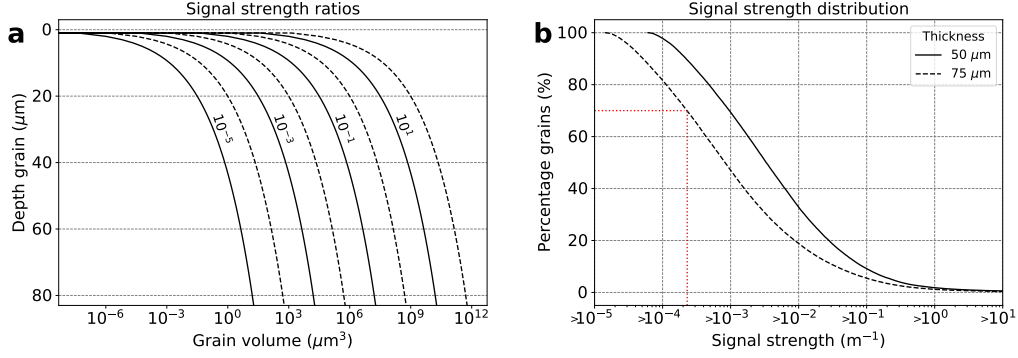 a
Signal strength ratios
0
20
40
60
80
Depth grain (μm)
10⁻⁵
10⁻³
10⁻¹
10¹
10⁻⁶
10⁻³
10⁰
10³
10⁶
10⁹
10¹²
Grain volume (μm³)
b
Signal strength distribution
100
80
60
40
20
0
Percentage grains (%)
Thickness
50 μm
75 μm
>10⁻⁵
>10⁻⁴
>10⁻³
>10⁻²
>10⁻¹
>10⁰
>10¹
Signal strength (m⁻¹)